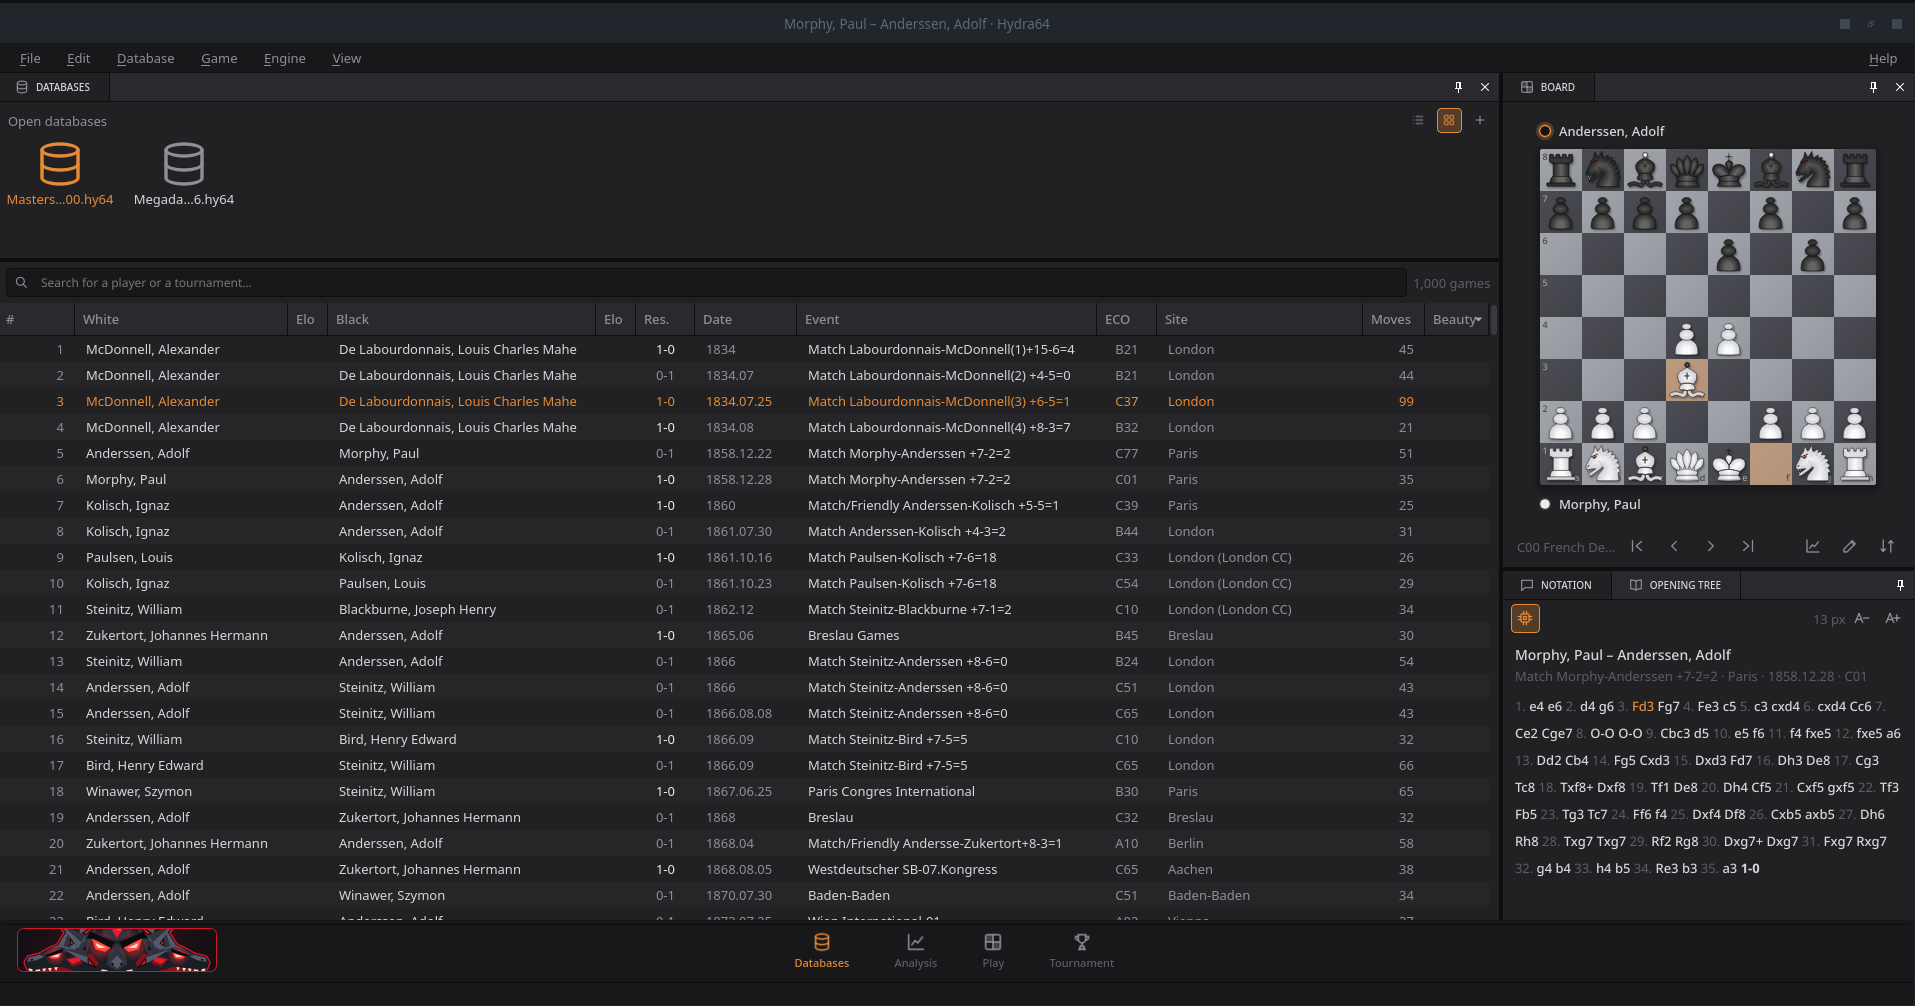 Morphy, Paul – Anderssen, Adolf · Hydra64
File Edit Database Game Engine View Help
DATABASES
Open databases
Masters...00.hy64 Megada...6.hy64
Search for a player or a tournament...
1,000 games
# White Elo Black Elo Res. Date Event ECO Site Moves Beauty
1 McDonnell, Alexander De Labourdonnais, Louis Charles Mahe 1-0 1834 Match Labourdonnais-McDonnell(1)+15-6=4 B21 London 45
2 McDonnell, Alexander De Labourdonnais, Louis Charles Mahe 0-1 1834.07 Match Labourdonnais-McDonnell(2) +4-5=0 B21 London 44
3 McDonnell, Alexander De Labourdonnais, Louis Charles Mahe 1-0 1834.07.25 Match Labourdonnais-McDonnell(3) +6-5=1 C37 London 99
4 McDonnell, Alexander De Labourdonnais, Louis Charles Mahe 1-0 1834.08 Match Labourdonnais-McDonnell(4) +8-3=7 B32 London 21
5 Anderssen, Adolf Morphy, Paul 0-1 1858.12.22 Match Morphy-Anderssen +7-2=2 C77 Paris 51
6 Morphy, Paul Anderssen, Adolf 1-0 1858.12.28 Match Morphy-Anderssen +7-2=2 C01 Paris 35
7 Kolisch, Ignaz Anderssen, Adolf 1-0 1860 Match/Friendly Anderssen-Kolisch +5-5=1 C39 Paris 25
8 Kolisch, Ignaz Anderssen, Adolf 0-1 1861.07.30 Match Anderssen-Kolisch +4-3=2 B44 London 31
9 Paulsen, Louis Kolisch, Ignaz 1-0 1861.10.16 Match Paulsen-Kolisch +7-6=18 C33 London (London CC) 26
10 Kolisch, Ignaz Paulsen, Louis 0-1 1861.10.23 Match Paulsen-Kolisch +7-6=18 C54 London (London CC) 29
11 Steinitz, William Blackburne, Joseph Henry 0-1 1862.12 Match Steinitz-Blackburne +7-1=2 C10 London (London CC) 34
12 Zukertort, Johannes Hermann Anderssen, Adolf 1-0 1865.06 Breslau Games B45 Breslau 30
13 Steinitz, William Anderssen, Adolf 0-1 1866 Match Steinitz-Anderssen +8-6=0 B24 London 54
14 Anderssen, Adolf Steinitz, William 0-1 1866 Match Steinitz-Anderssen +8-6=0 C51 London 43
15 Anderssen, Adolf Steinitz, William 0-1 1866.08.08 Match Steinitz-Anderssen +8-6=0 C65 London 43
16 Steinitz, William Bird, Henry Edward 1-0 1866.09 Match Steinitz-Bird +7-5=5 C10 London 32
17 Bird, Henry Edward Steinitz, William 0-1 1866.09 Match Steinitz-Bird +7-5=5 C65 London 66
18 Winawer, Szymon Steinitz, William 1-0 1867.06.25 Paris Congres International B30 Paris 65
19 Anderssen, Adolf Zukertort, Johannes Hermann 0-1 1868 Breslau C32 Breslau 32
20 Zukertort, Johannes Hermann Anderssen, Adolf 0-1 1868.04 Match/Friendly Andersse-Zukertort+8-3=1 A10 Berlin 58
21 Anderssen, Adolf Zukertort, Johannes Hermann 1-0 1868.08.05 Westdeutscher SB-07.Kongress C65 Aachen 38
22 Anderssen, Adolf Winawer, Szymon 0-1 1870.07.30 Baden-Baden C51 Baden-Baden 34
BOARD
Anderssen, Adolf
8
7
6
5
4
3
2
1
Morphy, Paul
C00 French De...
NOTATION OPENING TREE
13 px A− A+
Morphy, Paul – Anderssen, Adolf
Match Morphy-Anderssen +7-2=2 · Paris · 1858.12.28 · C01
1. e4 e6 2. d4 g6 3. Fd3 Fg7 4. Fe3 c5 5. c3 cxd4 6. cxd4 Cc6 7.
Ce2 Cge7 8. O-O O-O 9. Cbc3 d5 10. e5 f6 11. f4 fxe5 12. fxe5 a6
13. Dd2 Cb4 14. Fg5 Cxd3 15. Dxd3 Fd7 16. Dh3 De8 17. Cg3
Tc8 18. Txf8+ Dxf8 19. Tf1 De8 20. Dh4 Cf5 21. Cxf5 gxf5 22. Tf3
Fb5 23. Tg3 Tc7 24. Ff6 f4 25. Dxf4 Df8 26. Cxb5 axb5 27. Dh6
Rh8 28. Txg7 Txg7 29. Rf2 Rg8 30. Dxg7+ Dxg7 31. Fxg7 Rxg7
32. g4 b4 33. h4 b5 34. Re3 b3 35. a3 1-0
Databases Analysis Play Tournament